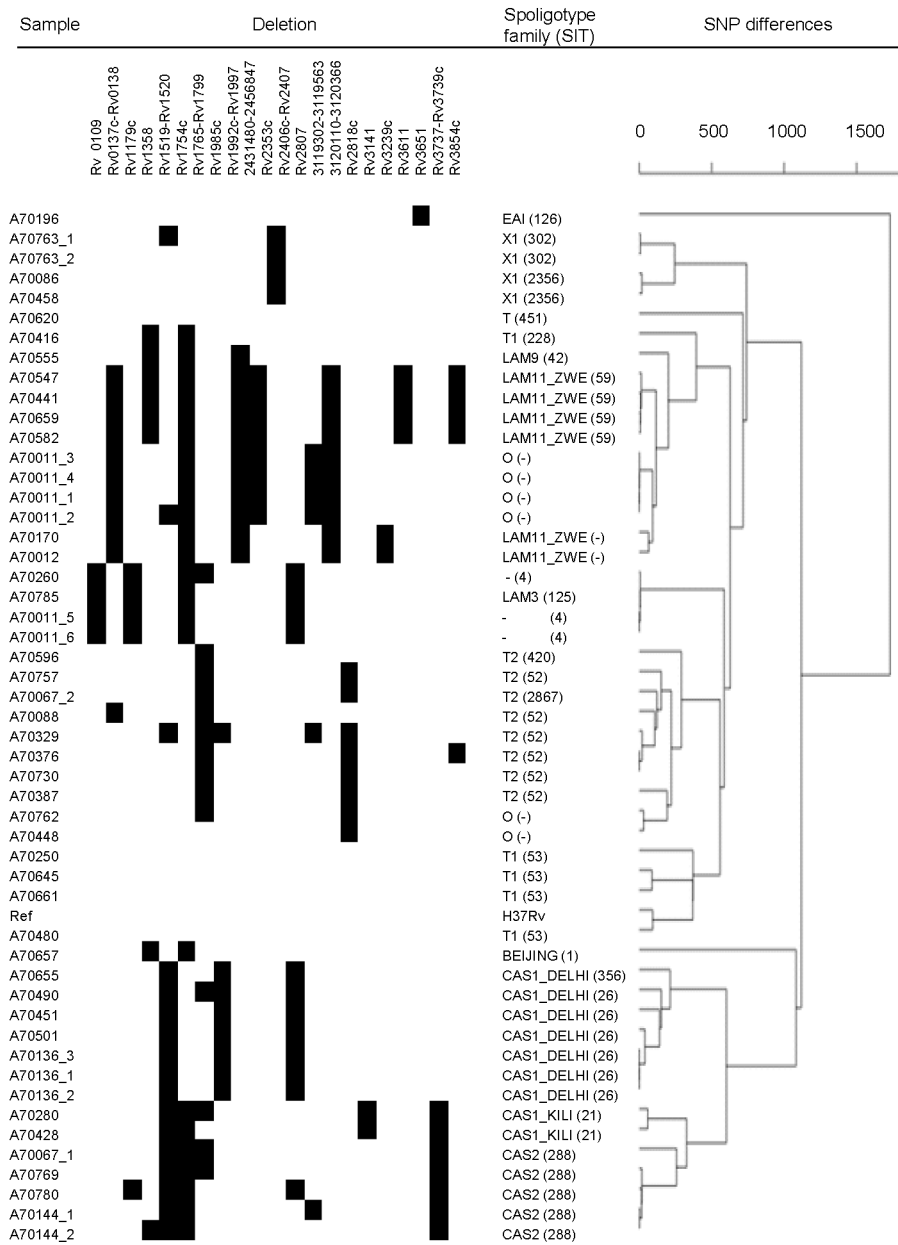 Sample Deletion Spoligotype family (SIT) SNP differences
Rv_0109
Rv0137c-Rv0138
Rv1179c
Rv1358
Rv1519-Rv1520
Rv1754c
Rv1765-Rv1799
Rv1985c
Rv1992c-Rv1997
2431480-2456847
Rv2353c
Rv2406c-Rv2407
Rv2807
3119302-3119563
3120110-3120366
Rv2818c
Rv3141
Rv3239c
Rv3611
Rv3651
Rv3737-Rv3739c
Rv3854c
0 500 1000 1500
A70196 EAI (126)
A70763_1 X1 (302)
A70763_2 X1 (302)
A70086 X1 (2356)
A70458 X1 (2356)
A70620 T (451)
A70416 T1 (228)
A70555 LAM9 (42)
A70547 LAM11_ZWE (59)
A70441 LAM11_ZWE (59)
A70659 LAM11_ZWE (59)
A70582 LAM11_ZWE (59)
A70011_3 O (-)
A70011_4 O (-)
A70011_1 O (-)
A70011_2 O (-)
A70170 LAM11_ZWE (-)
A70012 LAM11_ZWE (-)
A70260 - (4)
A70785 LAM3 (125)
A70011_5 - (4)
A70011_6 - (4)
A70596 T2 (420)
A70757 T2 (52)
A70067_2 T2 (2867)
A70088 T2 (52)
A70329 T2 (52)
A70376 T2 (52)
A70730 T2 (52)
A70387 T2 (52)
A70762 O (-)
A70448 O (-)
A70250 T1 (53)
A70645 T1 (53)
A70661 T1 (53)
Ref H37Rv
A70480 T1 (53)
A70657 BEIJING (1)
A70655 CAS1_DELHI (356)
A70490 CAS1_DELHI (26)
A70451 CAS1_DELHI (26)
A70501 CAS1_DELHI (26)
A70136_3 CAS1_DELHI (26)
A70136_1 CAS1_DELHI (26)
A70136_2 CAS1_DELHI (26)
A70280 CAS1_KILI (21)
A70428 CAS1_KILI (21)
A70067_1 CAS2 (288)
A70769 CAS2 (288)
A70780 CAS2 (288)
A70144_1 CAS2 (288)
A70144_2 CAS2 (288)